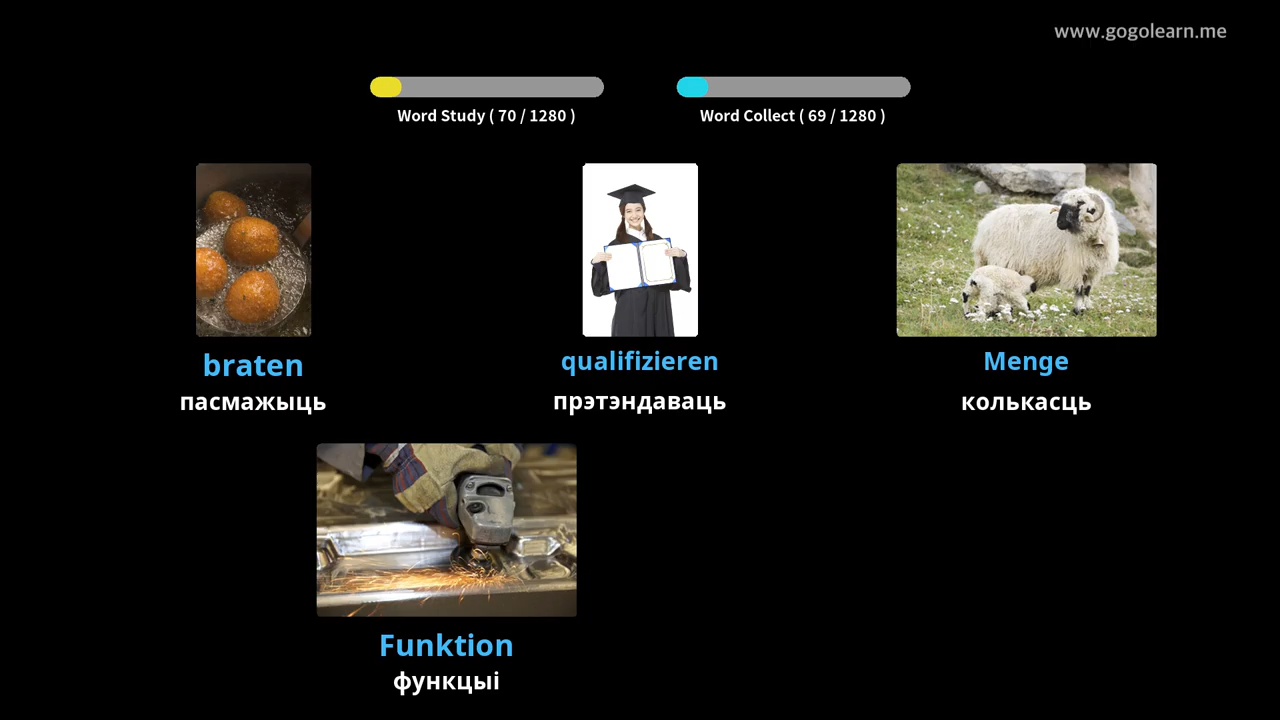 www.gogolearn.me
Word Study ( 70 / 1280 )
Word Collect ( 69 / 1280 )
braten
qualifizieren
Menge
пасмажыць
прэтэндаваць
колькасць
Funktion
функцыі